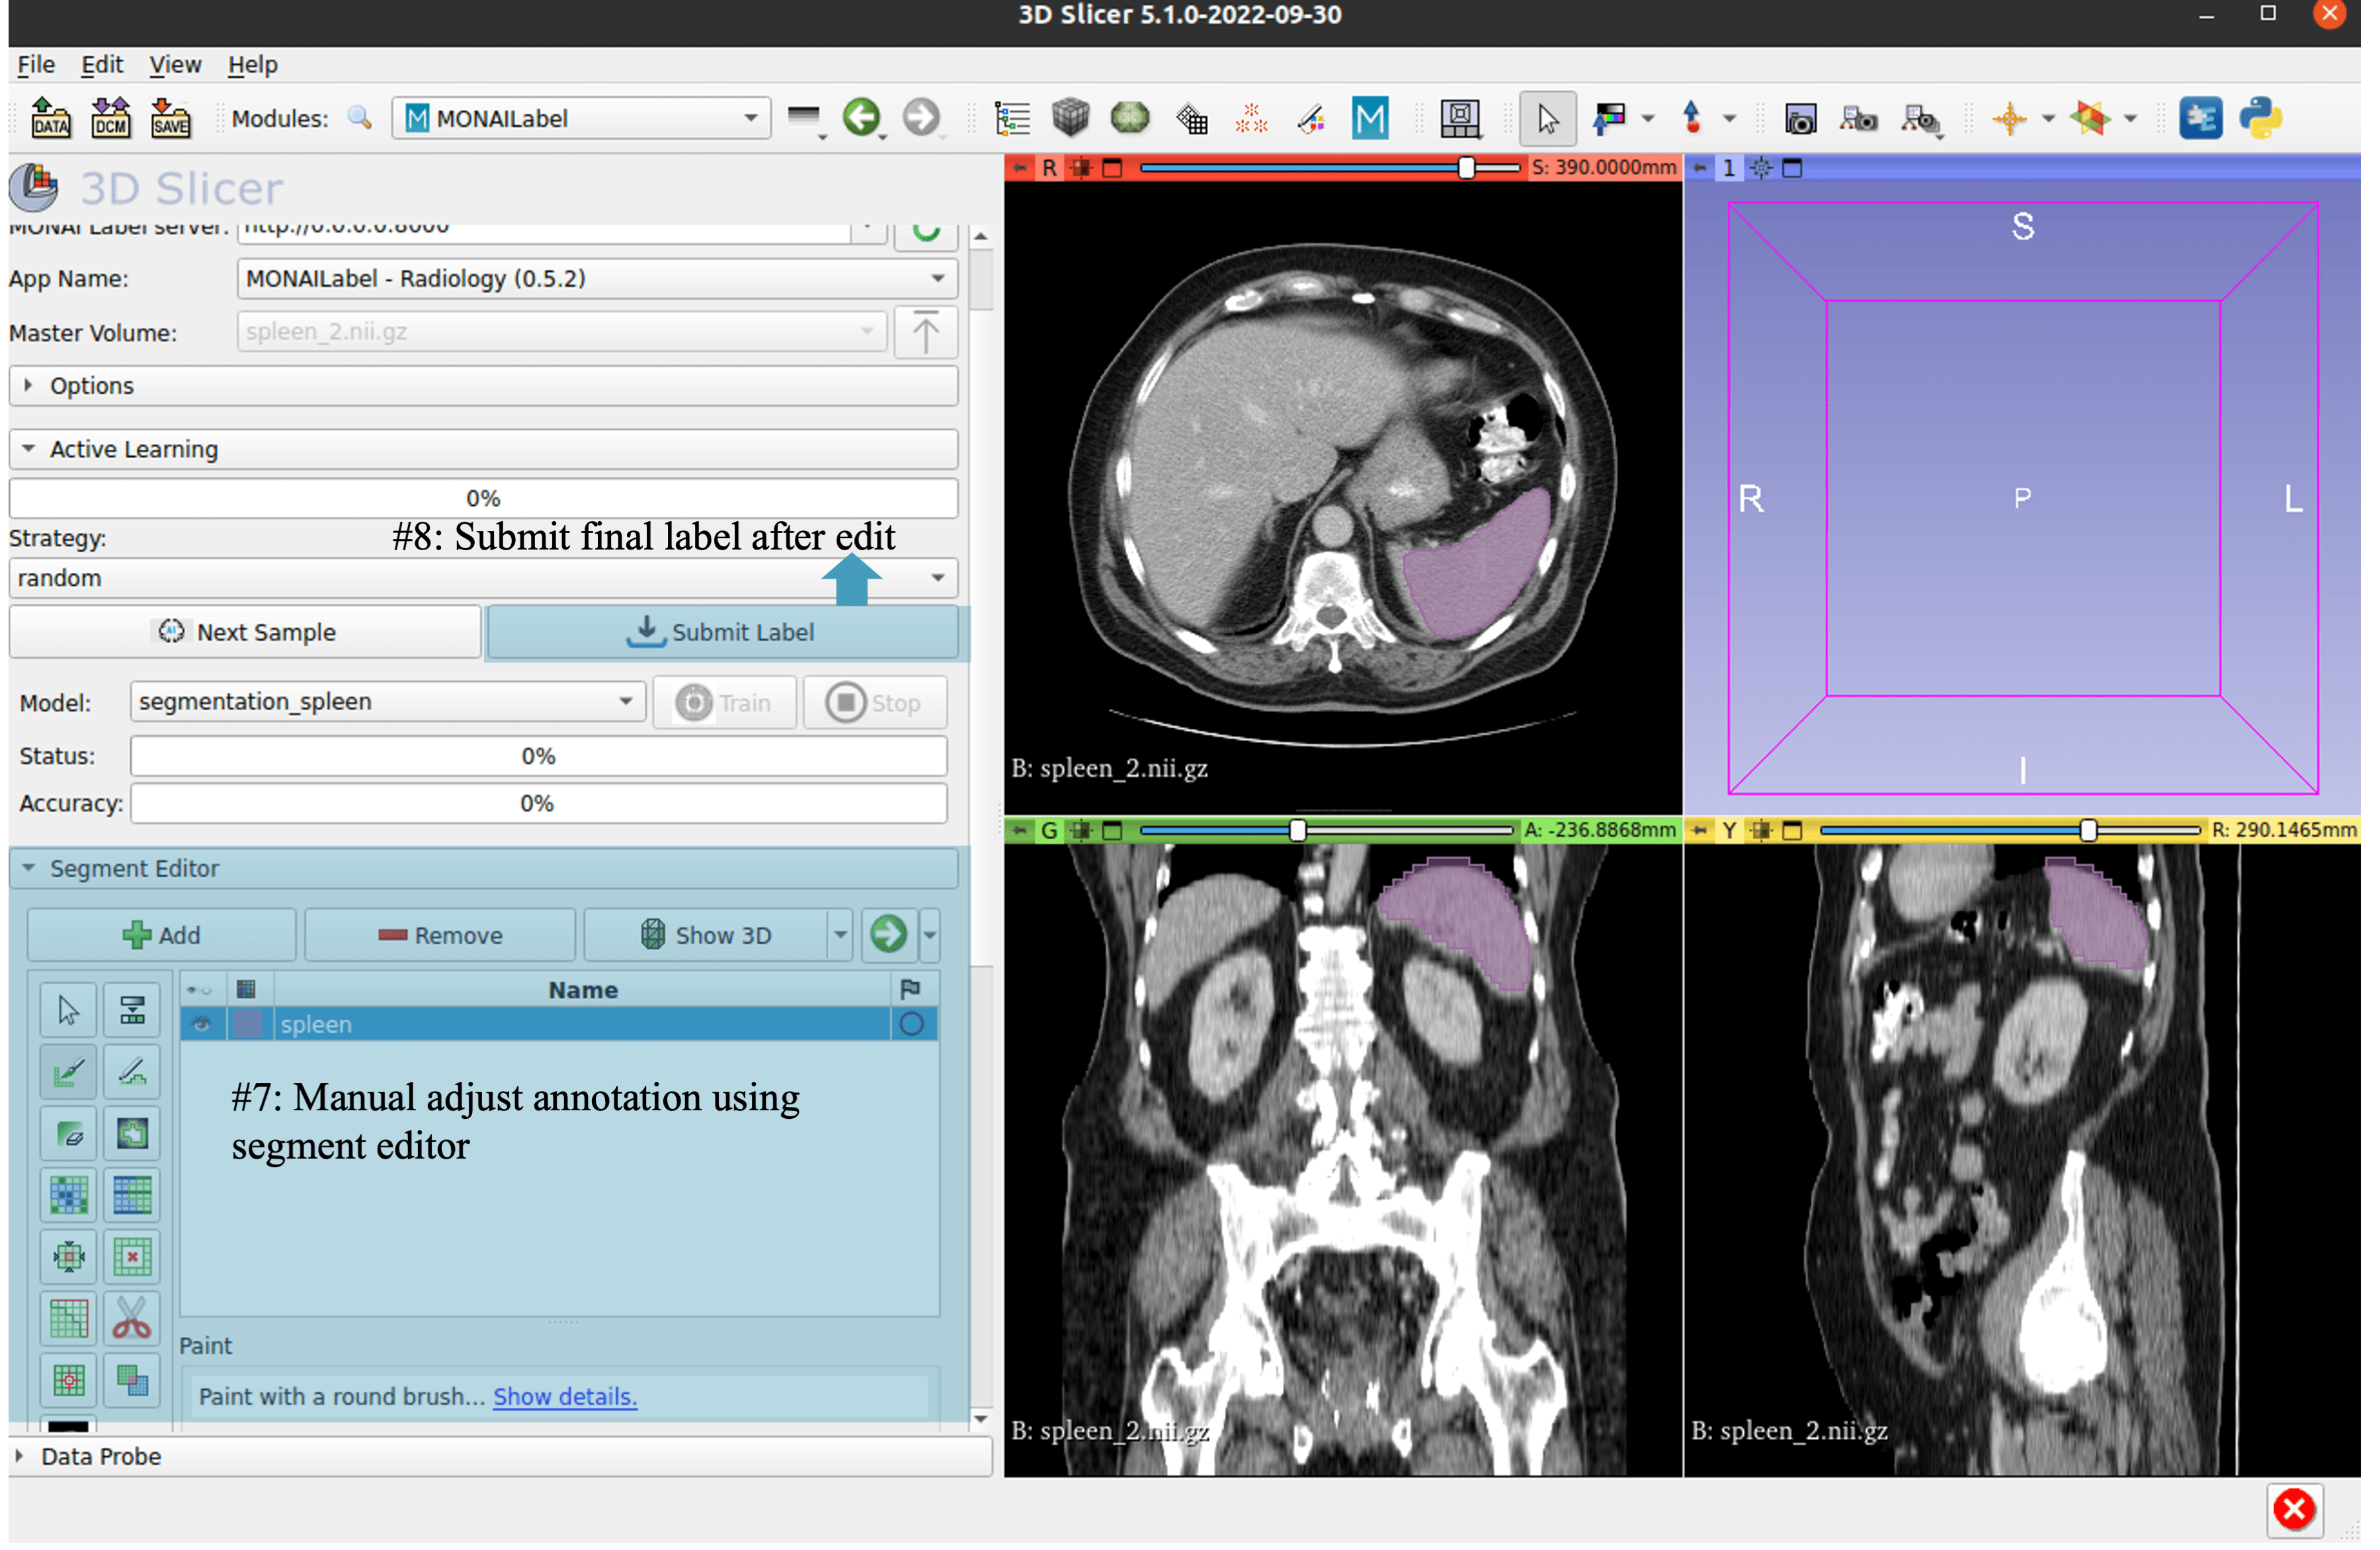 3D Slicer 5.1.0-2022-09-30
File Edit View Help
DATA DCM SAVE Modules: M MONAILabel M
3D Slicer
MONAI Label server: http://0.0.0.0:8000
App Name: MONAILabel - Radiology (0.5.2)
Master Volume: spleen_2.nii.gz
Options
Active Learning
0%
#8: Submit final label after edit
Strategy:
random
Next Sample Submit Label
Model: segmentation_spleen Train Stop
Status: 0%
Accuracy: 0%
Segment Editor
Add Remove Show 3D
Name
spleen
#7: Manual adjust annotation using
segment editor
Paint
Paint with a round brush... Show details.
Data Probe
R S: 390.0000mm
B: spleen_2.nii.gz
1
S
R P L
I
G A: -236.8868mm
B: spleen_2.nii.gz
Y R: 290.1465mm
B: spleen_2.nii.gz